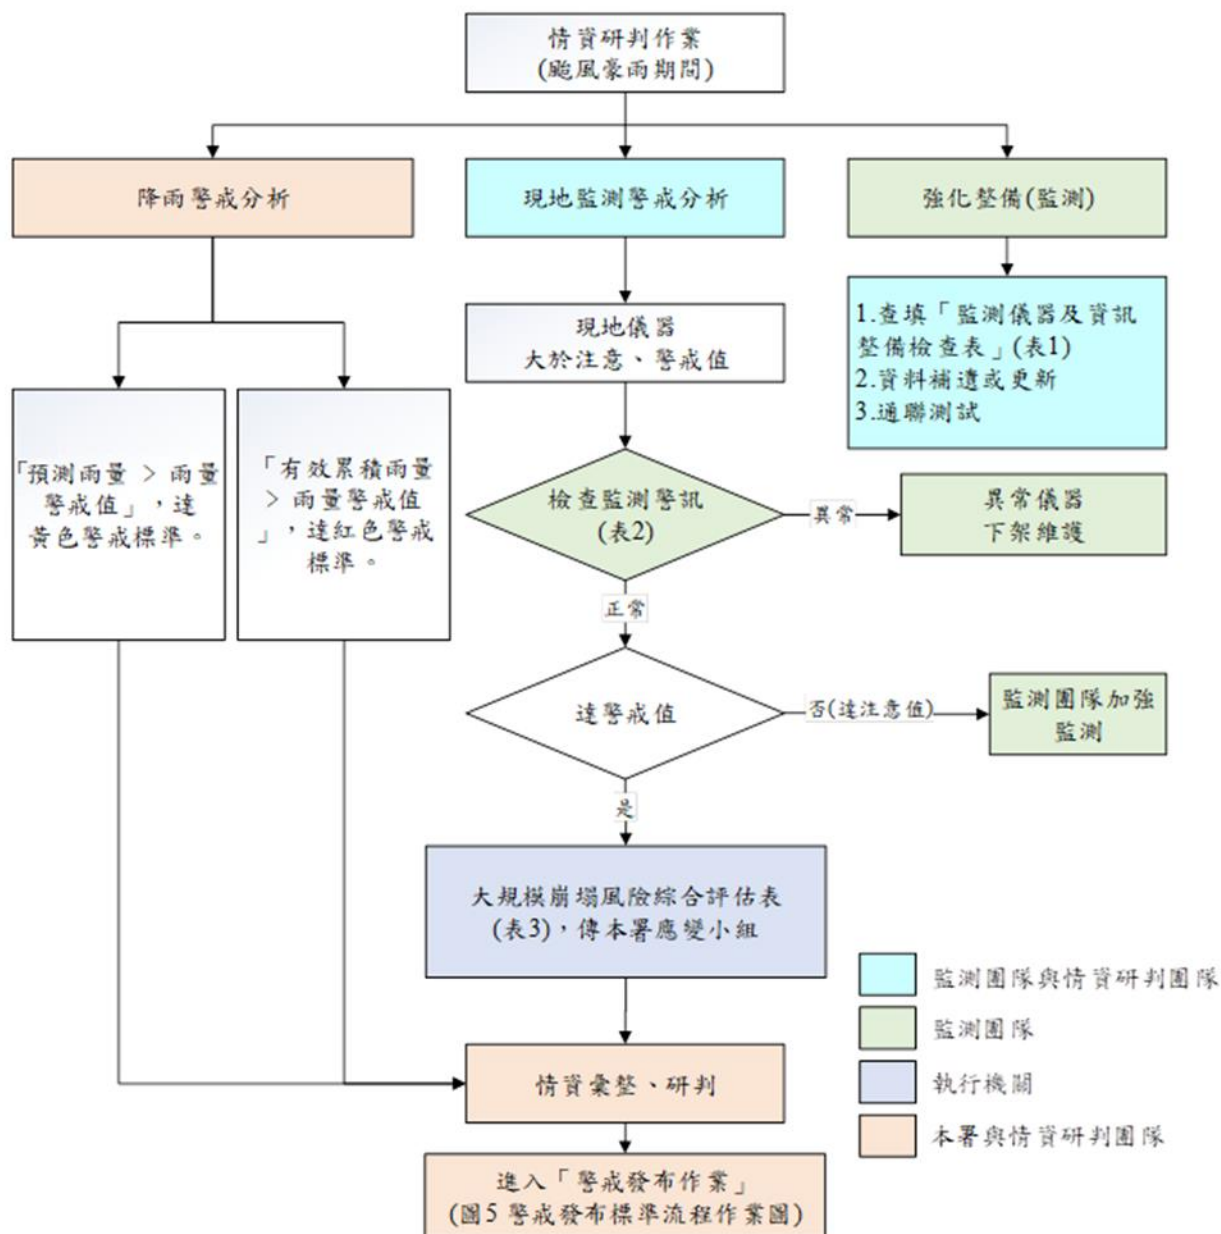 情資研判作業
(颱風豪雨期間)
降雨警戒分析
現地監測警戒分析
強化整備(監測)
「預測雨量 > 雨量
警戒值」，達
黃色警戒標準。
「有效累積雨量
> 雨量警戒值
」，達紅色警戒
標準。
現地儀器
大於注意、警戒值
1.查填「監測儀器及資訊
整備檢查表」(表1)
2.資料補遺或更新
3.通聯測試
檢查監測警訊
(表2)
異常
異常儀器
下架維護
正常
達警戒值
否(達注意值)
監測團隊加強
監測
是
大規模崩塌風險綜合評估表
(表3)，傳本署應變小組
情資彙整、研判
進入「警戒發布作業」
(圖5 警戒發布標準流程作業圖)
監測團隊與情資研判團隊
監測團隊
執行機關
本署與情資研判團隊